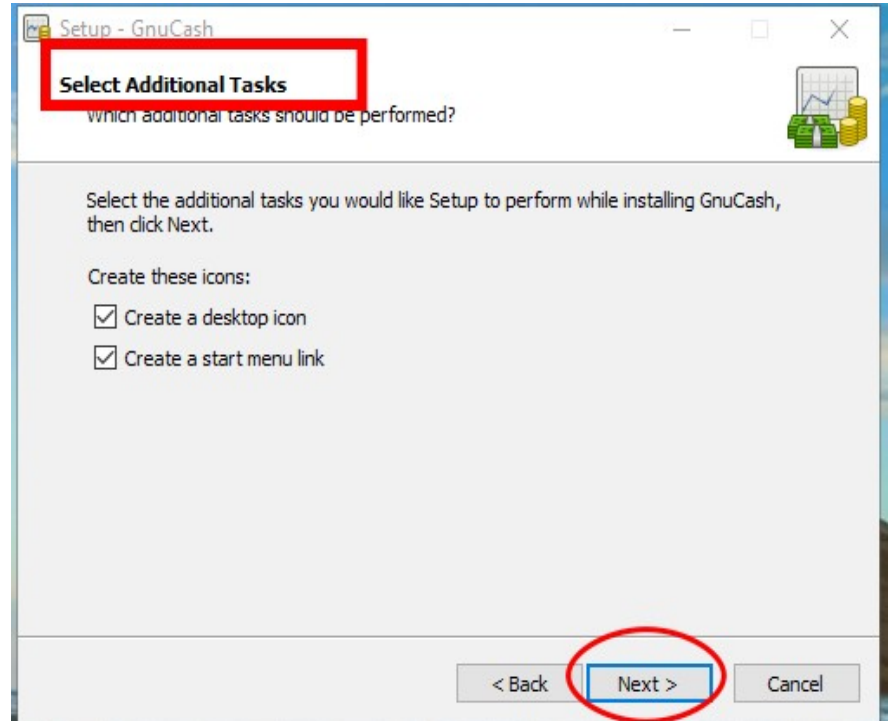 Setup - GnuCash
Select Additional Tasks
Which additional tasks should be performed?
Select the additional tasks you would like Setup to perform while installing GnuCash,
then click Next.
Create these icons:
Create a desktop icon
Create a start menu link
< Back Next > Cancel